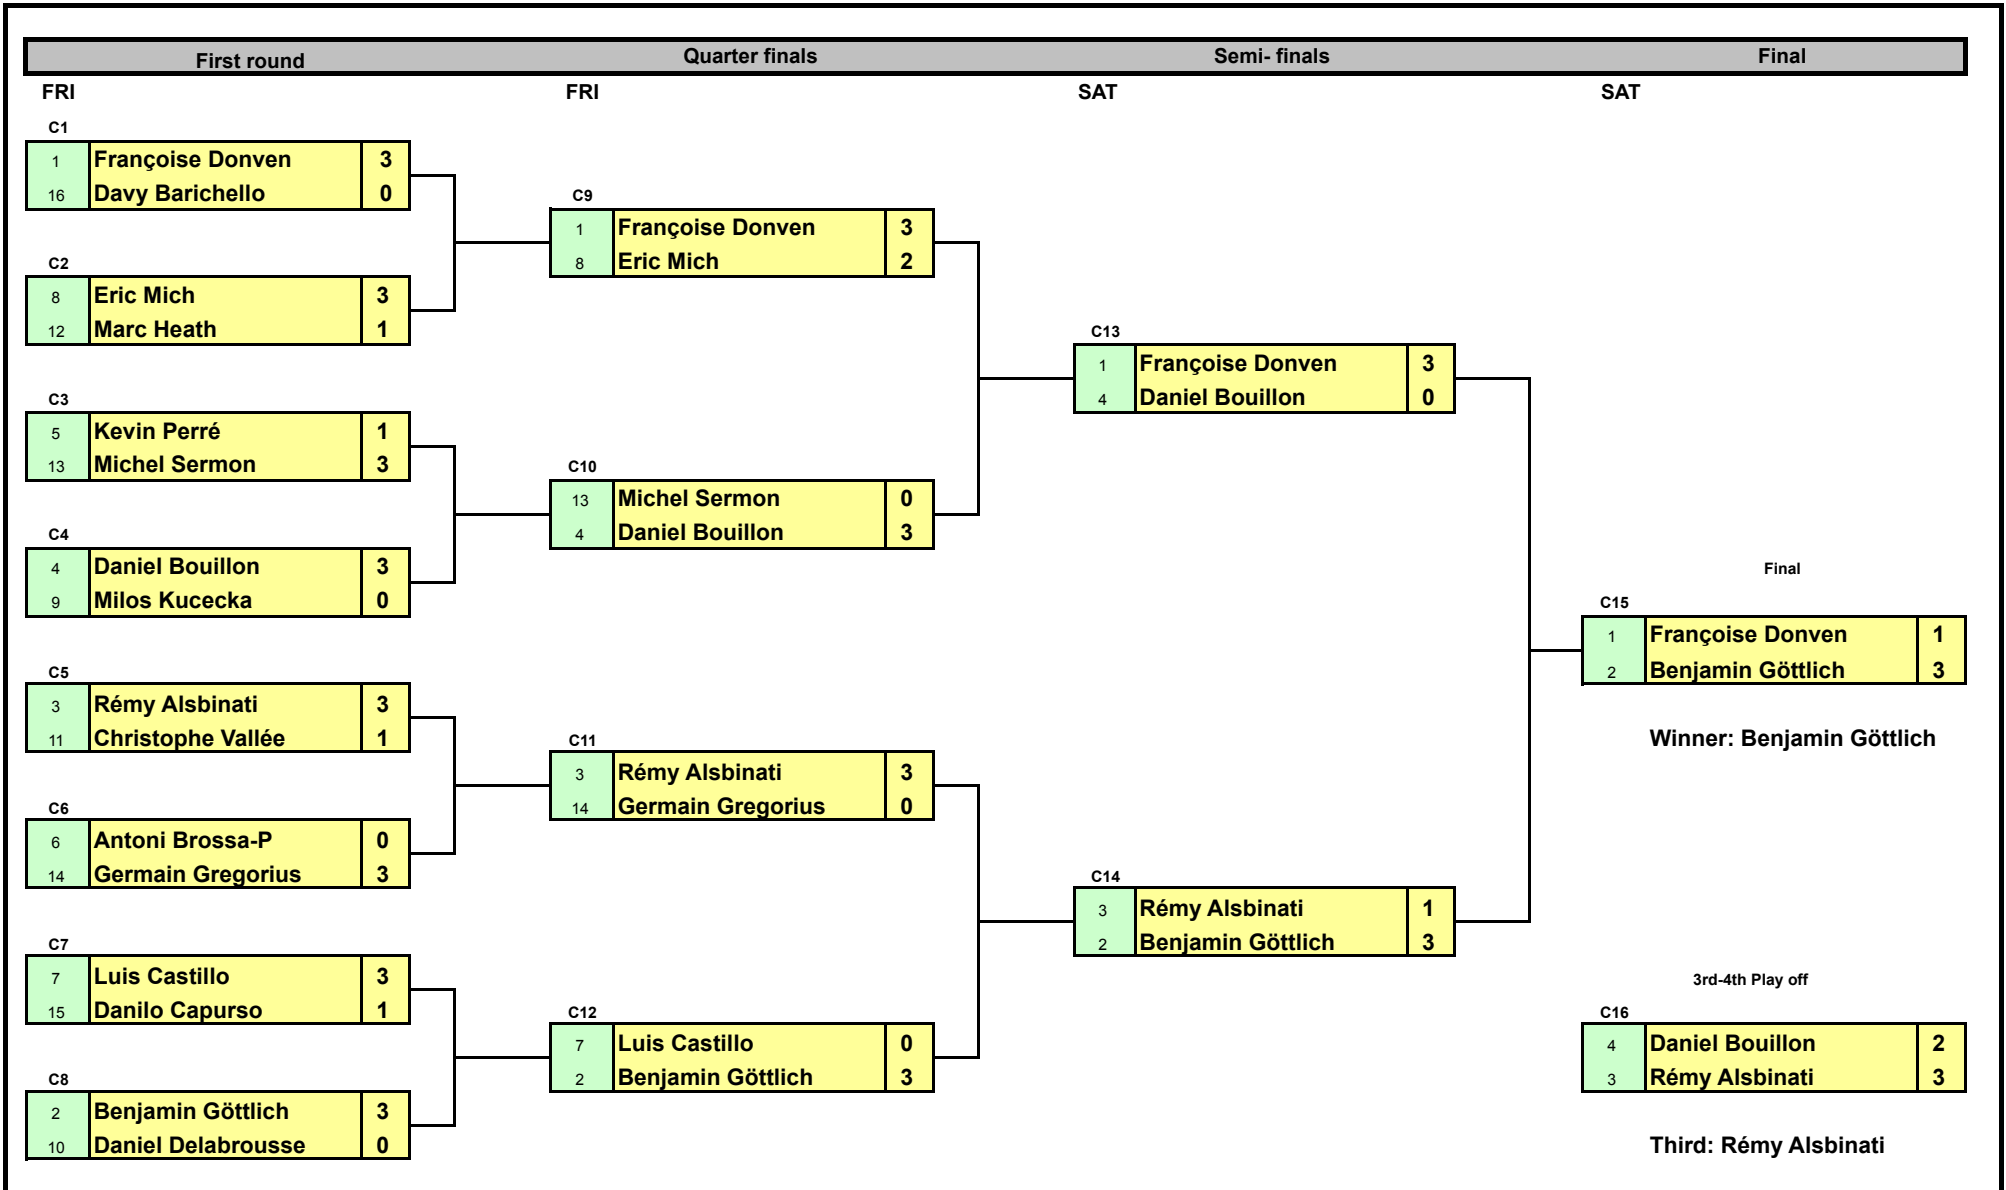 First round Quarter finals Semi- finals Final
FRI FRI SAT SAT
C1
1 Françoise Donven 3
16 Davy Barichello 0
C2
8 Eric Mich 3
12 Marc Heath 1
C3
5 Kevin Perré 1
13 Michel Sermon 3
C4
4 Daniel Bouillon 3
9 Milos Kucecka 0
C5
3 Rémy Alsbinati 3
11 Christophe Vallée 1
C6
6 Antoni Brossa-P 0
14 Germain Gregorius 3
C7
7 Luis Castillo 3
15 Danilo Capurso 1
C8
2 Benjamin Göttlich 3
10 Daniel Delabrousse 0
C9
1 Françoise Donven 3
8 Eric Mich 2
C10
13 Michel Sermon 0
4 Daniel Bouillon 3
C11
3 Rémy Alsbinati 3
14 Germain Gregorius 0
C12
7 Luis Castillo 0
2 Benjamin Göttlich 3
C13
1 Françoise Donven 3
4 Daniel Bouillon 0
C14
3 Rémy Alsbinati 1
2 Benjamin Göttlich 3
Final
C15
1 Françoise Donven 1
2 Benjamin Göttlich 3
Winner: Benjamin Göttlich
3rd-4th Play off
C16
4 Daniel Bouillon 2
3 Rémy Alsbinati 3
Third: Rémy Alsbinati